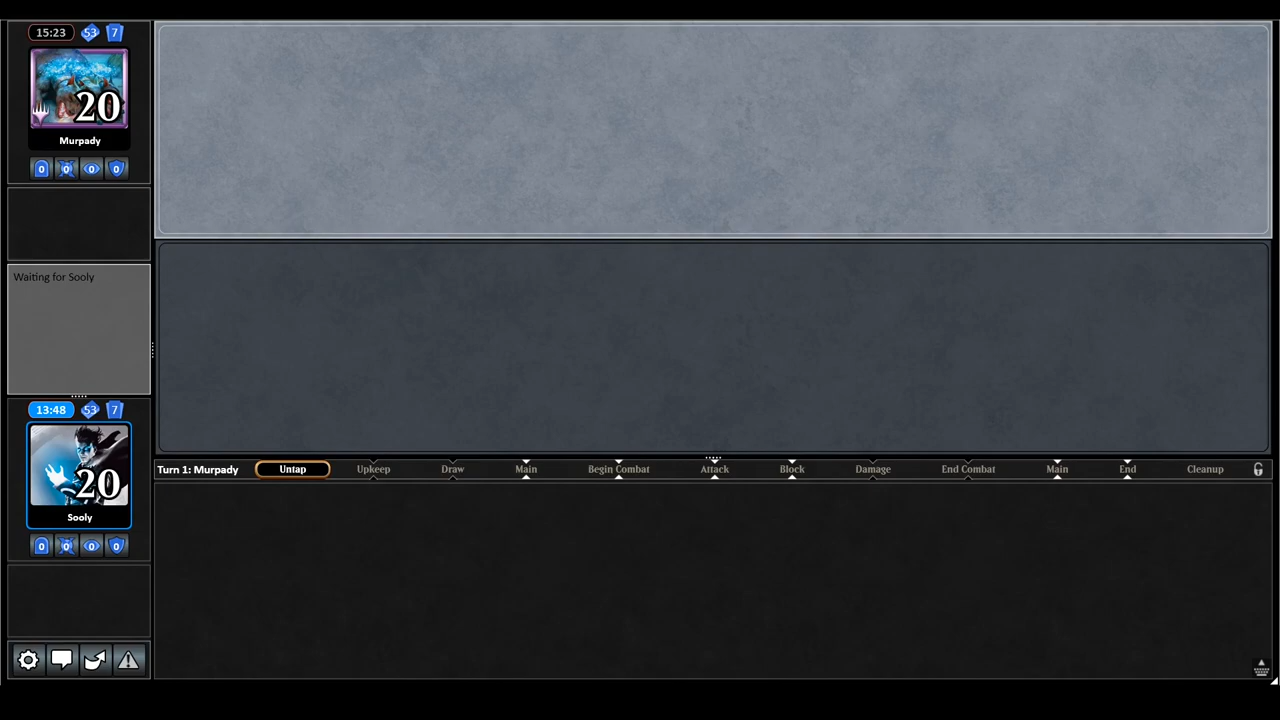 15:23 53 7
20
Murpady
0 0 0 0
Waiting for Sooly
13:48 53 7
20
Sooly
0 0 0 0
Turn 1: Murpady Untap Upkeep Draw Main Begin Combat Attack Block Damage End Combat Main End Cleanup